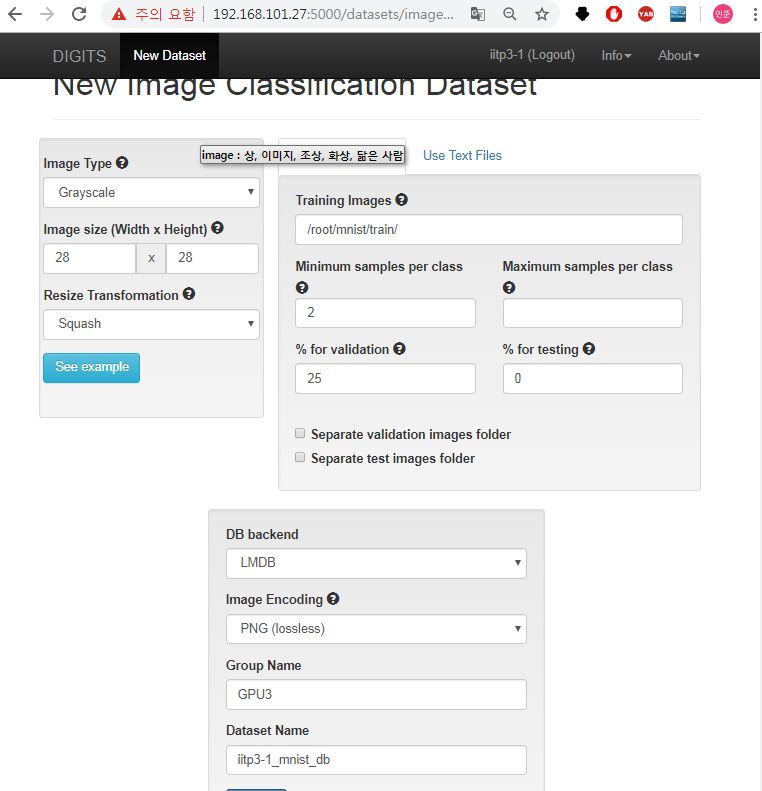 주의 요함 192.168.101.27:5000/datasets/image...
YAB
민준
DIGITS New Dataset iitp3-1 (Logout) Info About
New Image Classification Dataset
image : 상, 이미지, 조상, 화상, 닮은 사람
Use Text Files
Image Type
Grayscale
Image size (Width x Height)
28 x 28
Resize Transformation
Squash
See example
Training Images
/root/mnist/train/
Minimum samples per class
Maximum samples per class
2
% for validation
% for testing
25
0
Separate validation images folder
Separate test images folder
DB backend
LMDB
Image Encoding
PNG (lossless)
Group Name
GPU3
Dataset Name
iitp3-1_mnist_db